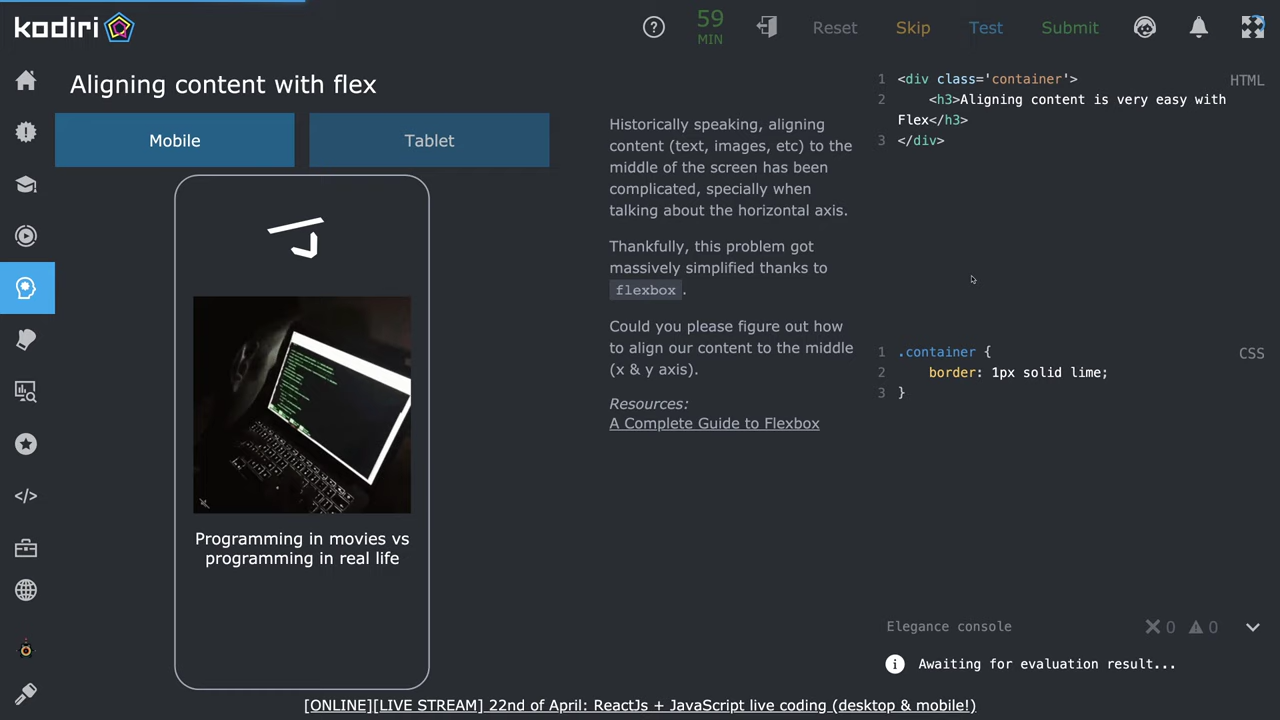 kodiri
59
MIN
Reset
Skip
Test
Submit
Aligning content with flex
Mobile
Tablet
Programming in movies vs
programming in real life
Historically speaking, aligning
content (text, images, etc) to the
middle of the screen has been
complicated, specially when
talking about the horizontal axis.
Thankfully, this problem got
massively simplified thanks to
flexbox.
Could you please figure out how
to align our content to the middle
(x & y axis).
Resources:
A Complete Guide to Flexbox
HTML
1 <div class='container'>
2 <h3>Aligning content is very easy with
Flex</h3>
3 </div>
CSS
1 .container {
2 border: 1px solid lime;
3 }
Elegance console
0 0
Awaiting for evaluation result...
[ONLINE][LIVE STREAM] 22nd of April: ReactJs + JavaScript live coding (desktop & mobile!)